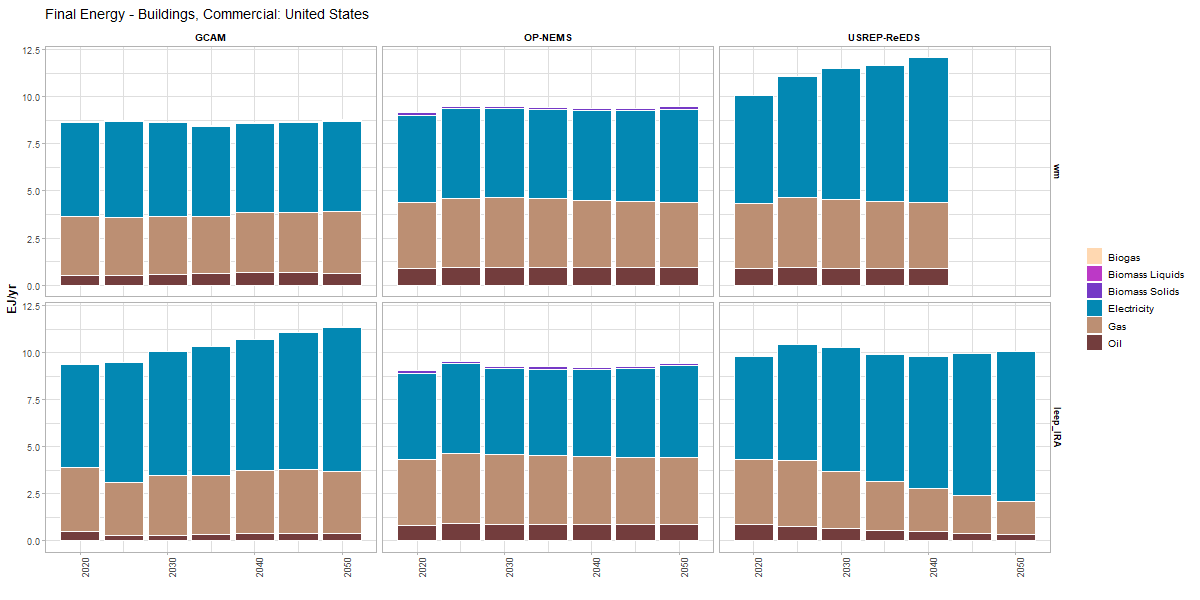 Final Energy - Buildings, Commercial: United States
GCAM
OP-NEMS
USREP-ReEDS
12.5
10.0
7.5
5.0
2.5
0.0
wm
12.5
10.0
7.5
5.0
2.5
0.0
leep_IRA
EJ/yr
2020
2030
2040
2050
2020
2030
2040
2050
2020
2030
2040
2050
Biogas
Biomass Liquids
Biomass Solids
Electricity
Gas
Oil